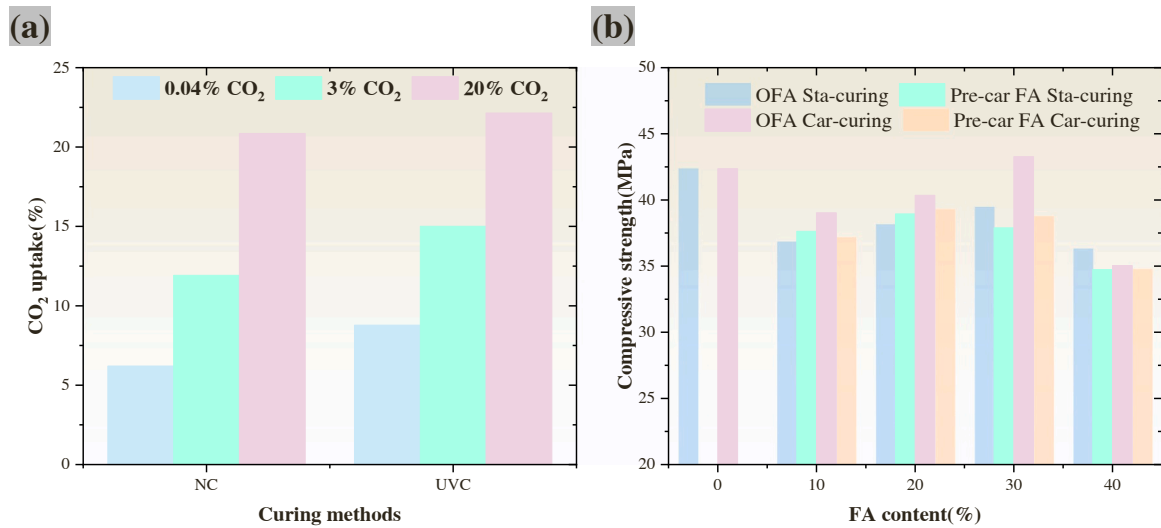 (a)
0.04% CO₂ 3% CO₂ 20% CO₂
25
20
15
10
5
0
CO₂ uptake(%)
NC UVC
Curing methods
(b)
OFA Sta-curing Pre-car FA Sta-curing
OFA Car-curing Pre-car FA Car-curing
50
45
40
35
30
25
20
Compressive strength(MPa)
0 10 20 30 40
FA content(%)